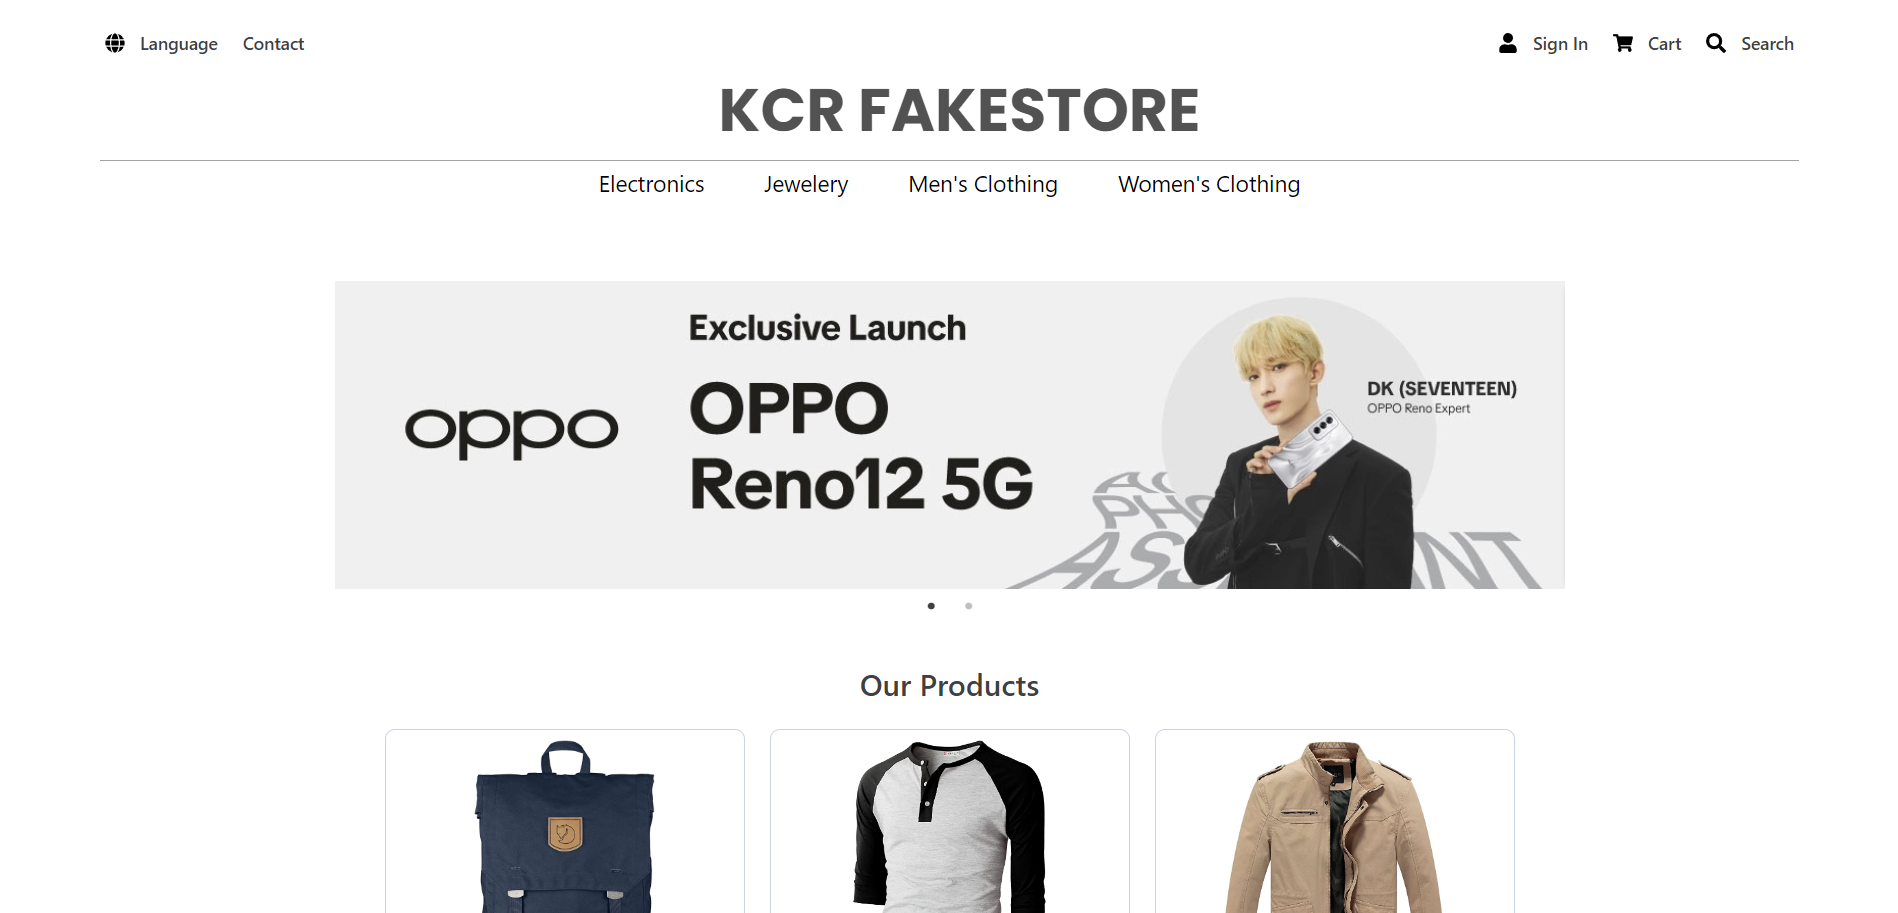 Language Contact Sign In Cart Search
KCR FAKESTORE
Electronics Jewelery Men's Clothing Women's Clothing
Exclusive Launch
oppo
OPPO
Reno12 5G
DK (SEVENTEEN)
OPPO Reno Expert
Our Products